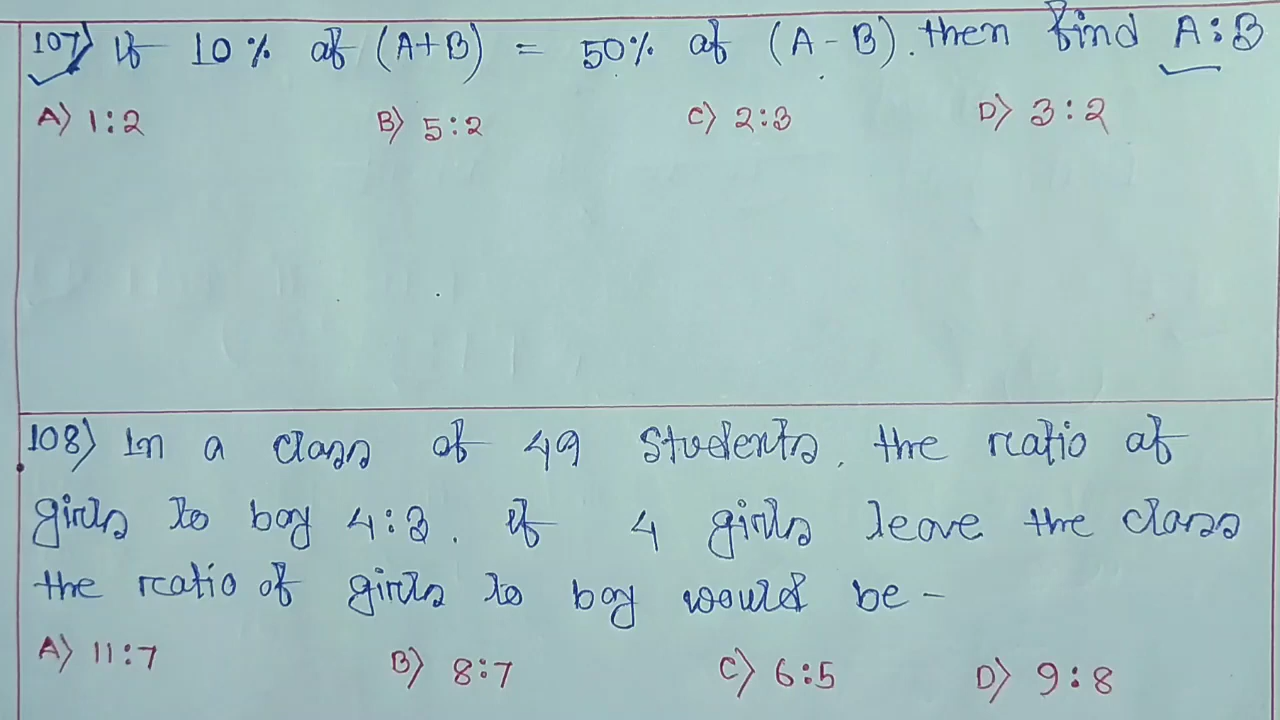 107) If 10% of (A+B) = 50% of (A-B). then find A:B
A) 1:2 B) 5:2 C) 2:3 D) 3:2
108) In a class of 49 students, the ratio of
girls to boy 4:3. if 4 girls leave the class
the ratio of girls to boy would be -
A) 11:7 B) 8:7 C) 6:5 D) 9:8